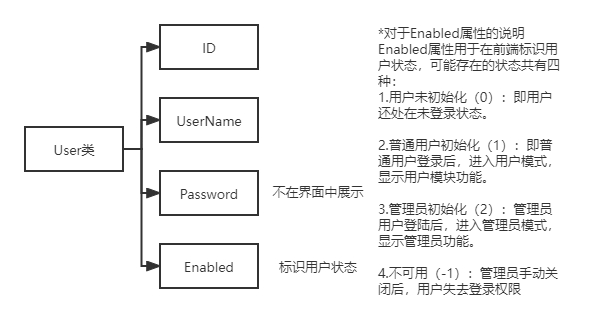 User类
ID
UserName
Password
不在界面中展示
Enabled
标识用户状态
*对于Enabled属性的说明
Enabled属性用于在前端标识用
户状态，可能存在的状态共有四
种：
1.用户未初始化（0）：即用户
还处在未登录状态。
2.普通用户初始化（1）：即普
通用户登录后，进入用户模式，
显示用户模块功能。
3.管理员初始化（2）：管理员
用户登陆后，进入管理员模式，
显示管理员功能。
4.不可用（-1）：管理员手动关
闭后，用户失去登录权限